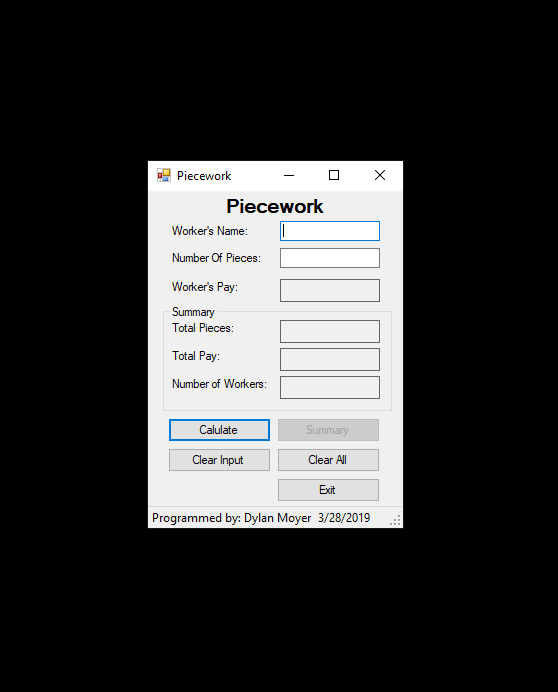 Piecework
Piecework
Worker's Name:
Number Of Pieces:
Worker's Pay:
Summary
Total Pieces:
Total Pay:
Number of Workers:
Calulate Summary
Clear Input Clear All
Exit
Programmed by: Dylan Moyer 3/28/2019